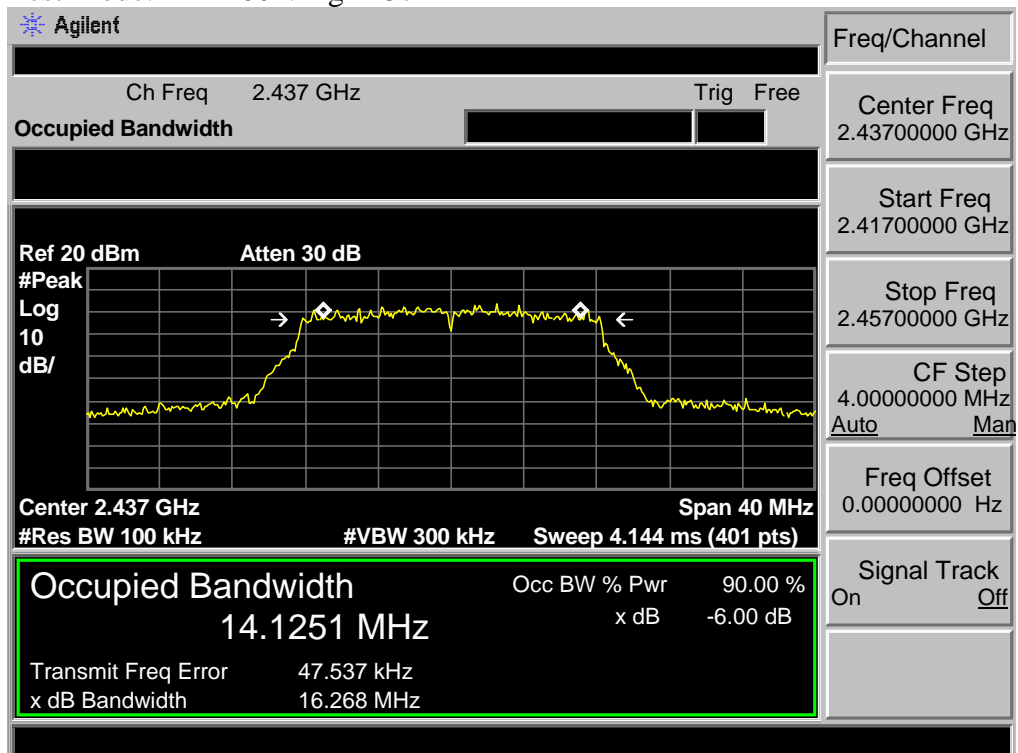 Agilent
Ch Freq 2.437 GHz Trig Free
Occupied Bandwidth
Ref 20 dBm Atten 30 dB
#Peak
Log
10
dB/
Center 2.437 GHz Span 40 MHz
#Res BW 100 kHz #VBW 300 kHz Sweep 4.144 ms (401 pts)
Occupied Bandwidth
14.1251 MHz
Occ BW % Pwr 90.00 %
x dB -6.00 dB
Transmit Freq Error 47.537 kHz
x dB Bandwidth 16.268 MHz
Freq/Channel
Center Freq
2.43700000 GHz
Start Freq
2.41700000 GHz
Stop Freq
2.45700000 GHz
CF Step
4.00000000 MHz
Auto Man
Freq Offset
0.00000000 Hz
Signal Track
On Off